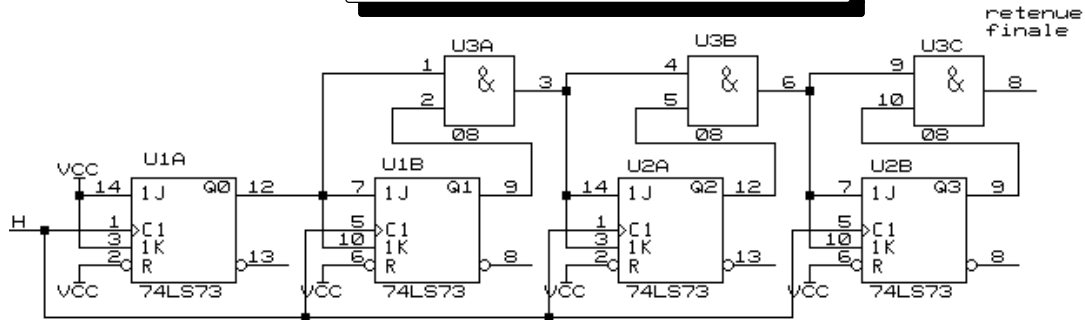 retenue
finale
U3A
U3B
U3C
1
&
3
4
&
6
9
&
8
2
5
10
08
08
08
VCC
U1A
U1B
U2A
U2B
14
1J
Q0
12
7
1J
Q1
9
14
1J
Q2
12
7
1J
Q3
9
H
1
C1
5
C1
1
C1
5
C1
3
1K
10
1K
3
1K
10
1K
2
R
13
6
R
8
2
R
13
6
R
8
VCC
74LS73
VCC
74LS73
VCC
74LS73
VCC
74LS73